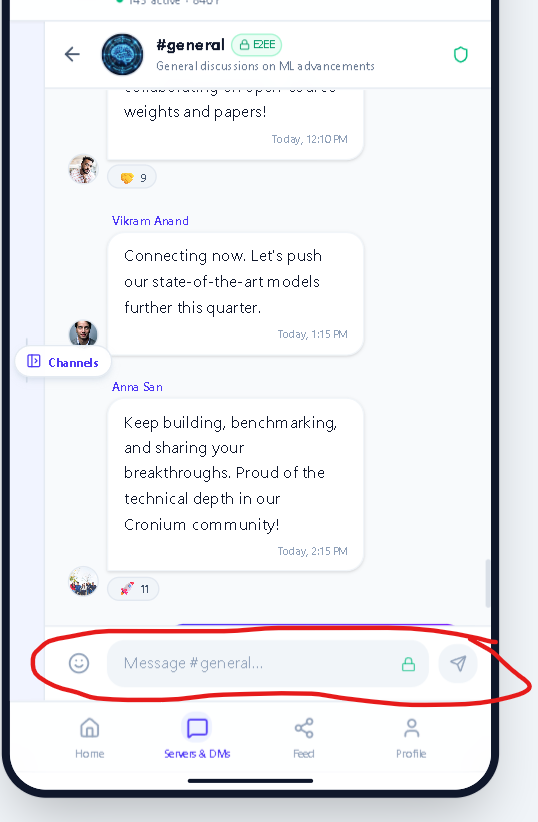 #general E2EE
General discussions on ML advancements
weights and papers!
Today, 12:10 PM
9
Vikram Anand
Connecting now. Let's push
our state-of-the-art models
further this quarter.
Today, 1:15 PM
Channels
Anna San
Keep building, benchmarking,
and sharing your
breakthroughs. Proud of the
technical depth in our
Cronium community!
Today, 2:15 PM
11
Message #general...
Home Servers & DMs Feed Profile